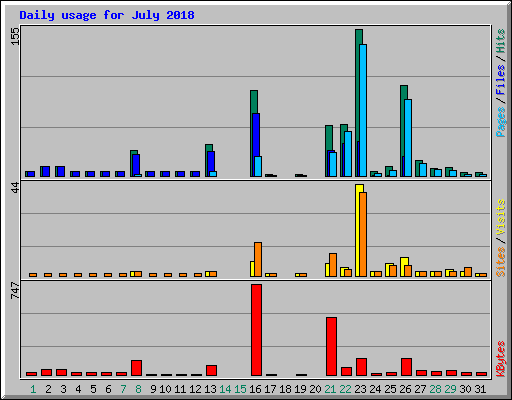 Daily usage for July 2018
155
Pages / Files / Hits
44
Sites / Visits
747
KBytes
1 2 3 4 5 6 7 8 9 10 11 12 13 14 15 16 17 18 19 20 21 22 23 24 25 26 27 28 29 30 31